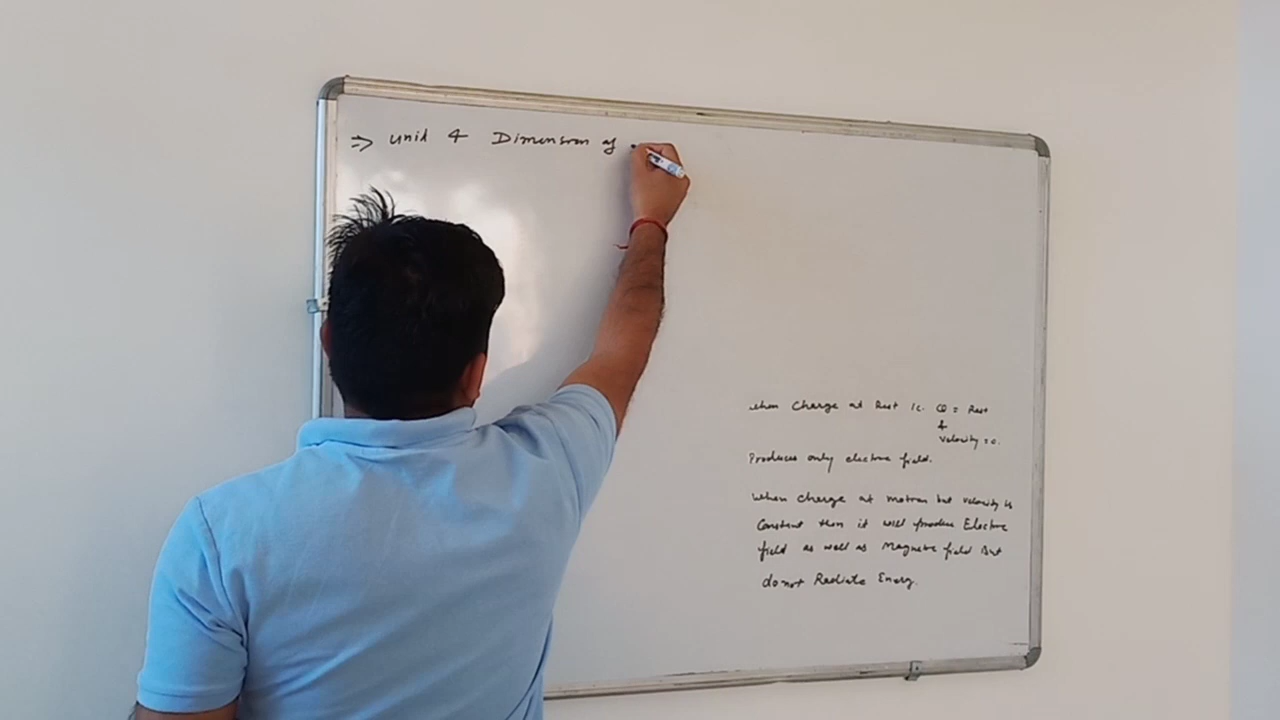 ⇒ Unit & Dimension of
When Charge at Rest ie. Q = Rest
&
Velocity = 0.
Produces only electric field.
When charge at motion but velocity is
Constant then it will produce Electric
field as well as Magnetic field But
do not Radiate Energy.